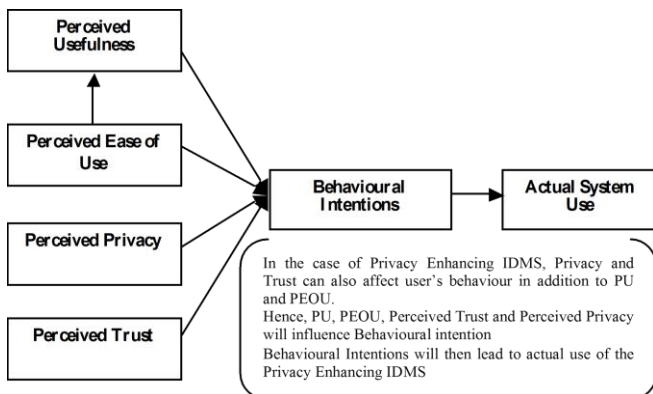 Perceived
Usefulness
Perceived Ease of
Use
Perceived Privacy
Perceived Trust
Behavioural
Intentions
Actual System
Use
In the case of Privacy Enhancing IDMS, Privacy and
Trust can also affect user's behaviour in addition to PU
and PEOU.
Hence, PU, PEOU, Perceived Trust and Perceived Privacy
will influence Behavioural intention
Behavioural Intentions will then lead to actual use of the
Privacy Enhancing IDMS